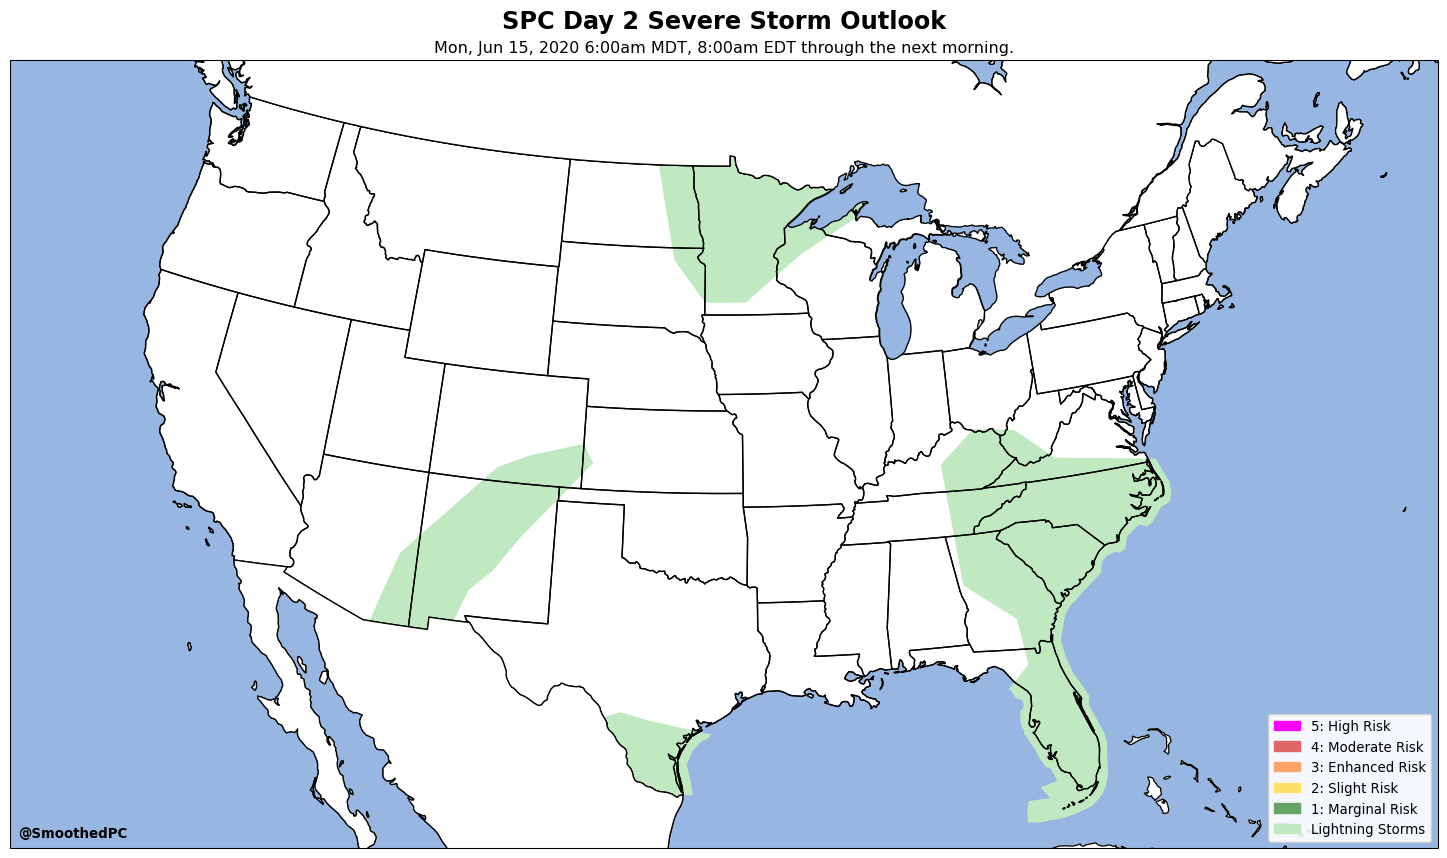 SPC Day 2 Severe Storm Outlook
Mon, Jun 15, 2020 6:00am MDT, 8:00am EDT through the next morning.
5: High Risk
4: Moderate Risk
3: Enhanced Risk
2: Slight Risk
1: Marginal Risk
Lightning Storms
@SmoothedPC